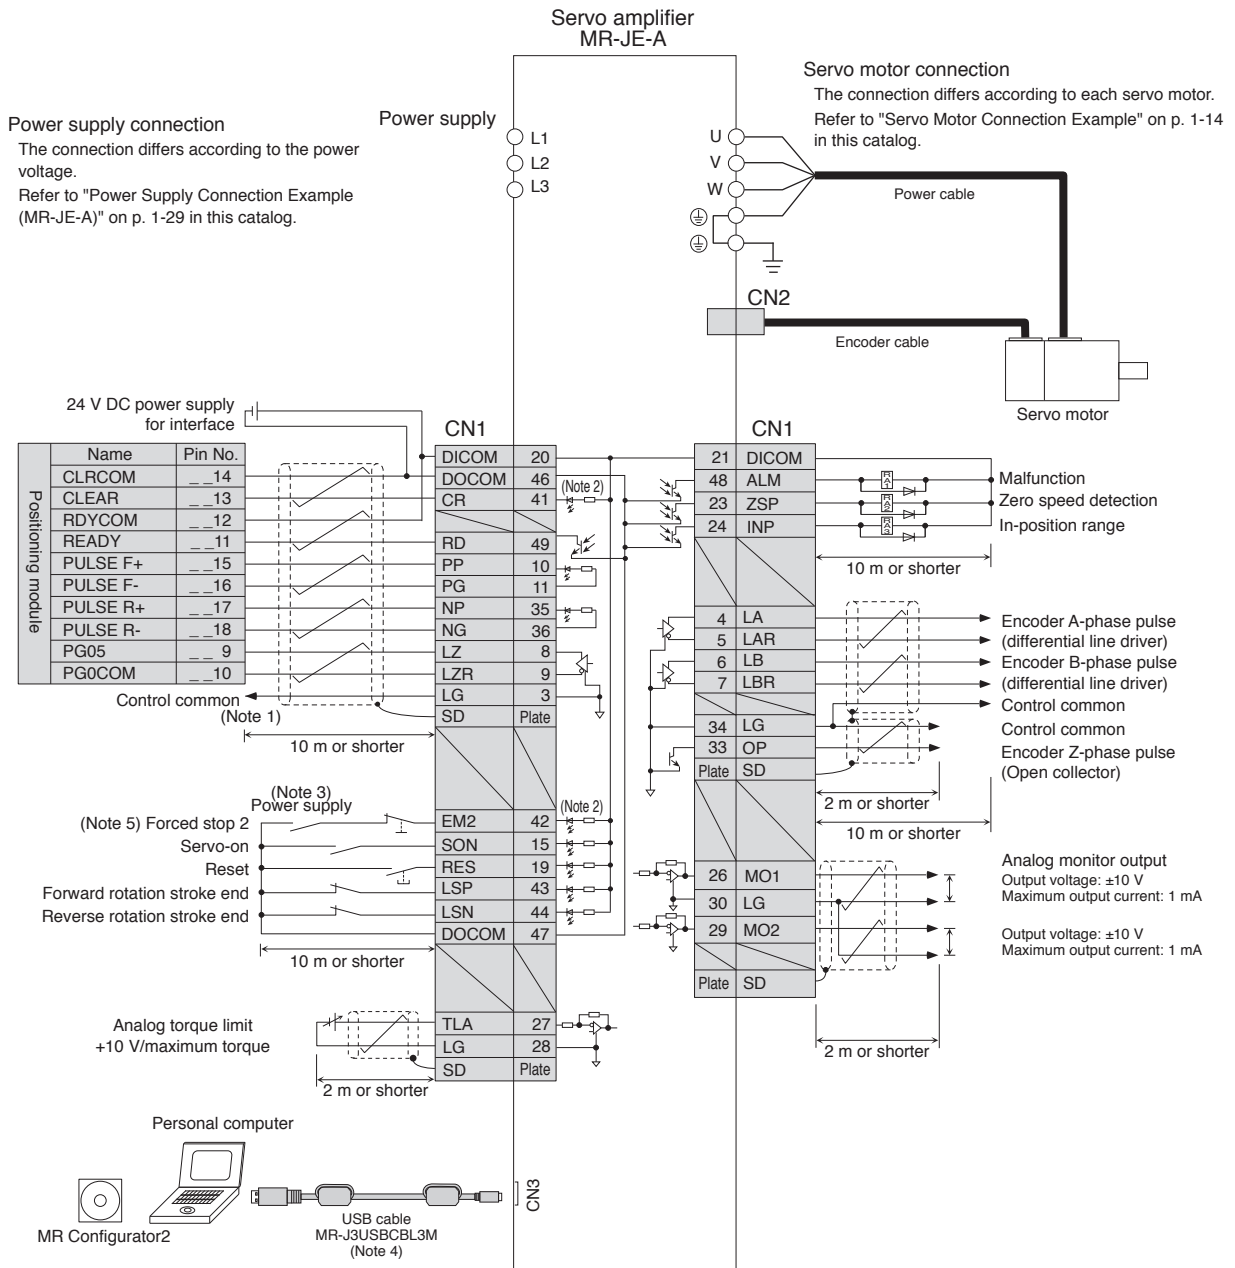 Servo amplifier
MR-JE-A
Servo motor connection
The connection differs according to each servo motor.
Refer to "Servo Motor Connection Example" on p. 1-14
in this catalog.
Power supply connection
The connection differs according to the power
voltage.
Refer to "Power Supply Connection Example
(MR-JE-A)" on p. 1-29 in this catalog.
Power supply
L1
L2
L3
U
V
W
Power cable
CN2
Encoder cable
Servo motor
24 V DC power supply
for interface
Positioning module
Name Pin No.
CLRCOM _ _14
CLEAR _ _13
RDYCOM _ _12
READY _ _11
PULSE F+ _ _15
PULSE F- _ _16
PULSE R+ _ _17
PULSE R- _ _18
PG05 _ _ 9
PG0COM _ _10
Control common
(Note 1)
10 m or shorter
CN1
DICOM 20
DOCOM 46
CR 41
(Note 2)
RD 49
PP 10
PG 11
NP 35
NG 36
LZ 8
LZR 9
LG 3
SD Plate
(Note 3)
Power supply
(Note 5) Forced stop 2
Servo-on
Reset
Forward rotation stroke end
Reverse rotation stroke end
10 m or shorter
EM2 42
(Note 2)
SON 15
RES 19
LSP 43
LSN 44
DOCOM 47
Analog torque limit
+10 V/maximum torque
2 m or shorter
TLA 27
LG 28
SD Plate
CN1
21 DICOM
48 ALM
23 ZSP
24 INP
RA1
RA2
RA3
Malfunction
Zero speed detection
In-position range
10 m or shorter
4 LA
5 LAR
6 LB
7 LBR
34 LG
33 OP
Plate SD
Encoder A-phase pulse
(differential line driver)
Encoder B-phase pulse
(differential line driver)
Control common
Control common
Encoder Z-phase pulse
(Open collector)
2 m or shorter
10 m or shorter
26 MO1
30 LG
29 MO2
Plate SD
Analog monitor output
Output voltage: ±10 V
Maximum output current: 1 mA
Output voltage: ±10 V
Maximum output current: 1 mA
2 m or shorter
Personal computer
MR Configurator2
USB cable
MR-J3USBCBL3M
(Note 4)
CN3